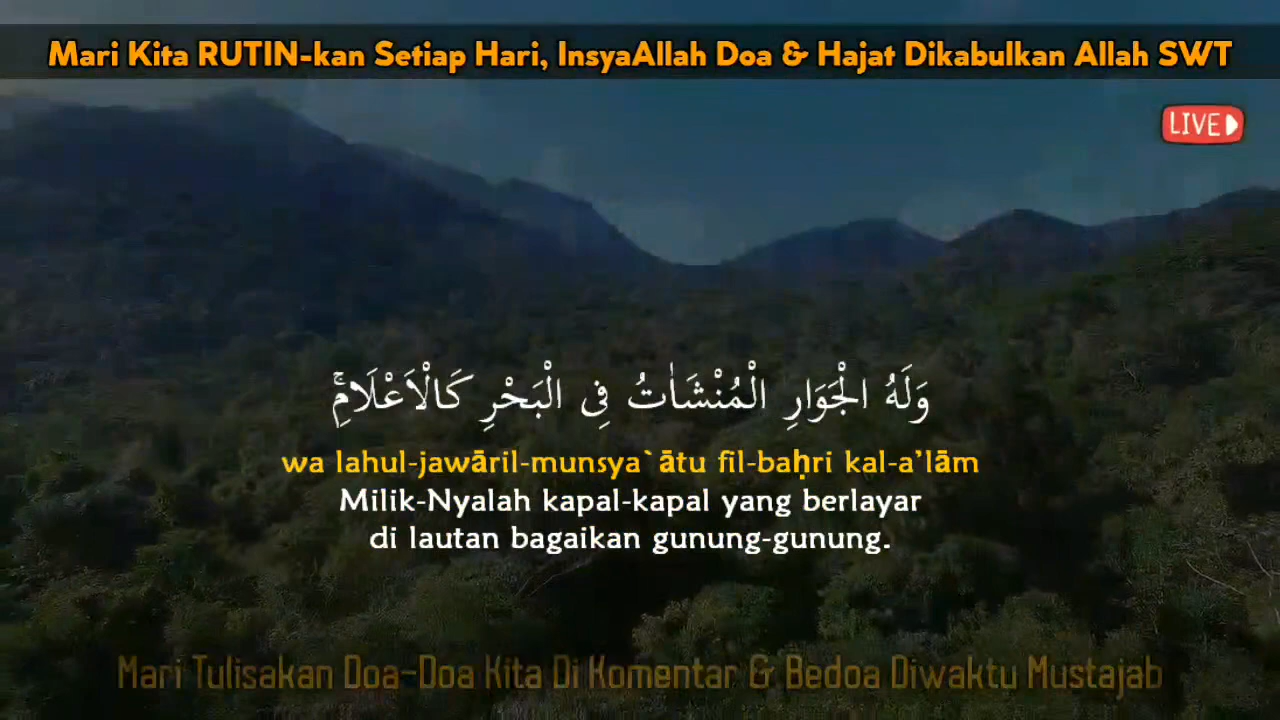 Mari Kita RUTIN-kan Setiap Hari, InsyaAllah Doa & Hajat Dikabulkan Allah SWT
LIVE
وَلَهُ الْجَوَارِ الْمُنْشَاٰتُ فِى الْبَحْرِ كَالْاَعْلَامِۚ
wa lahul-jawāril-munsya`ātu fil-baḥri kal-a’lām
Milik-Nyalah kapal-kapal yang berlayar
di lautan bagaikan gunung-gunung.
Mari Tulisakan Doa-Doa Kita Di Komentar & Bedoa Diwaktu Mustajab